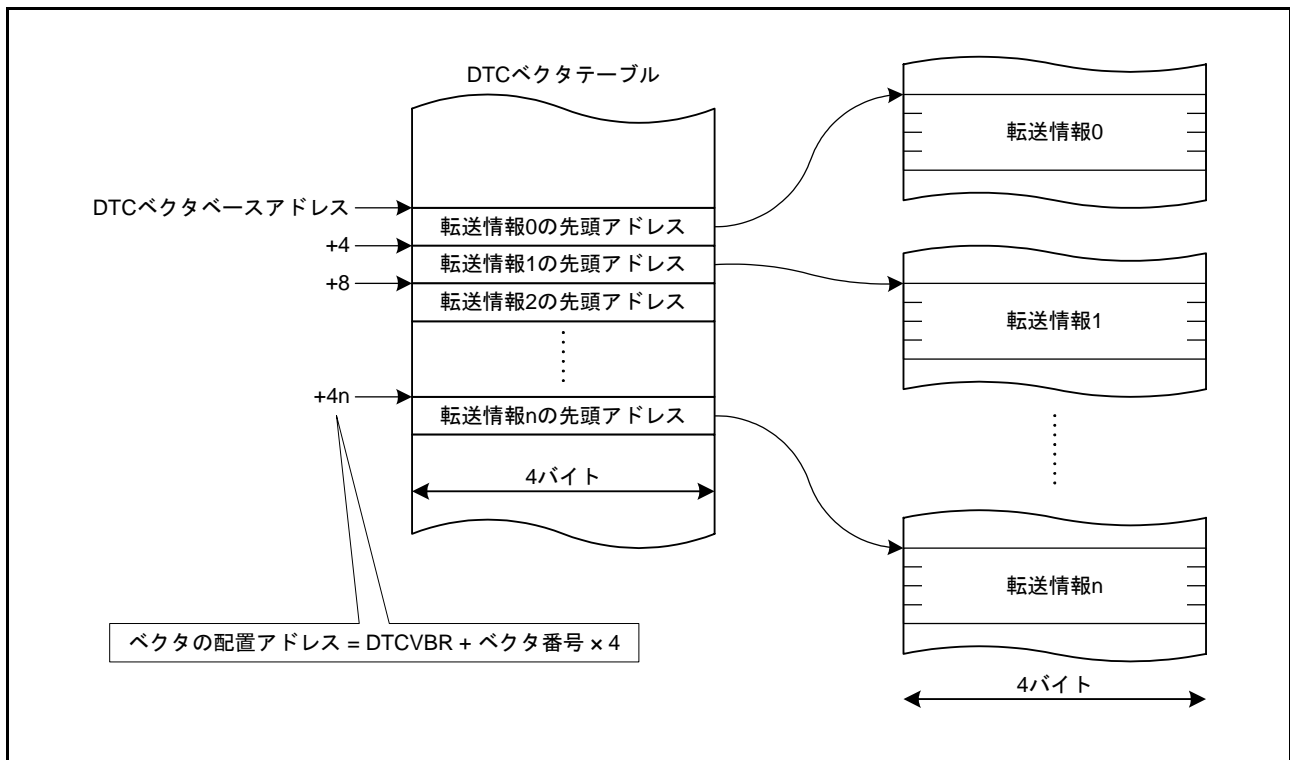 DTCベクタテーブル
DTCベクタベースアドレス
転送情報0の先頭アドレス
+4
転送情報1の先頭アドレス
+8
転送情報2の先頭アドレス
+4n
転送情報nの先頭アドレス
4バイト
ベクタの配置アドレス = DTCVBR + ベクタ番号 × 4
転送情報0
転送情報1
転送情報n
4バイト